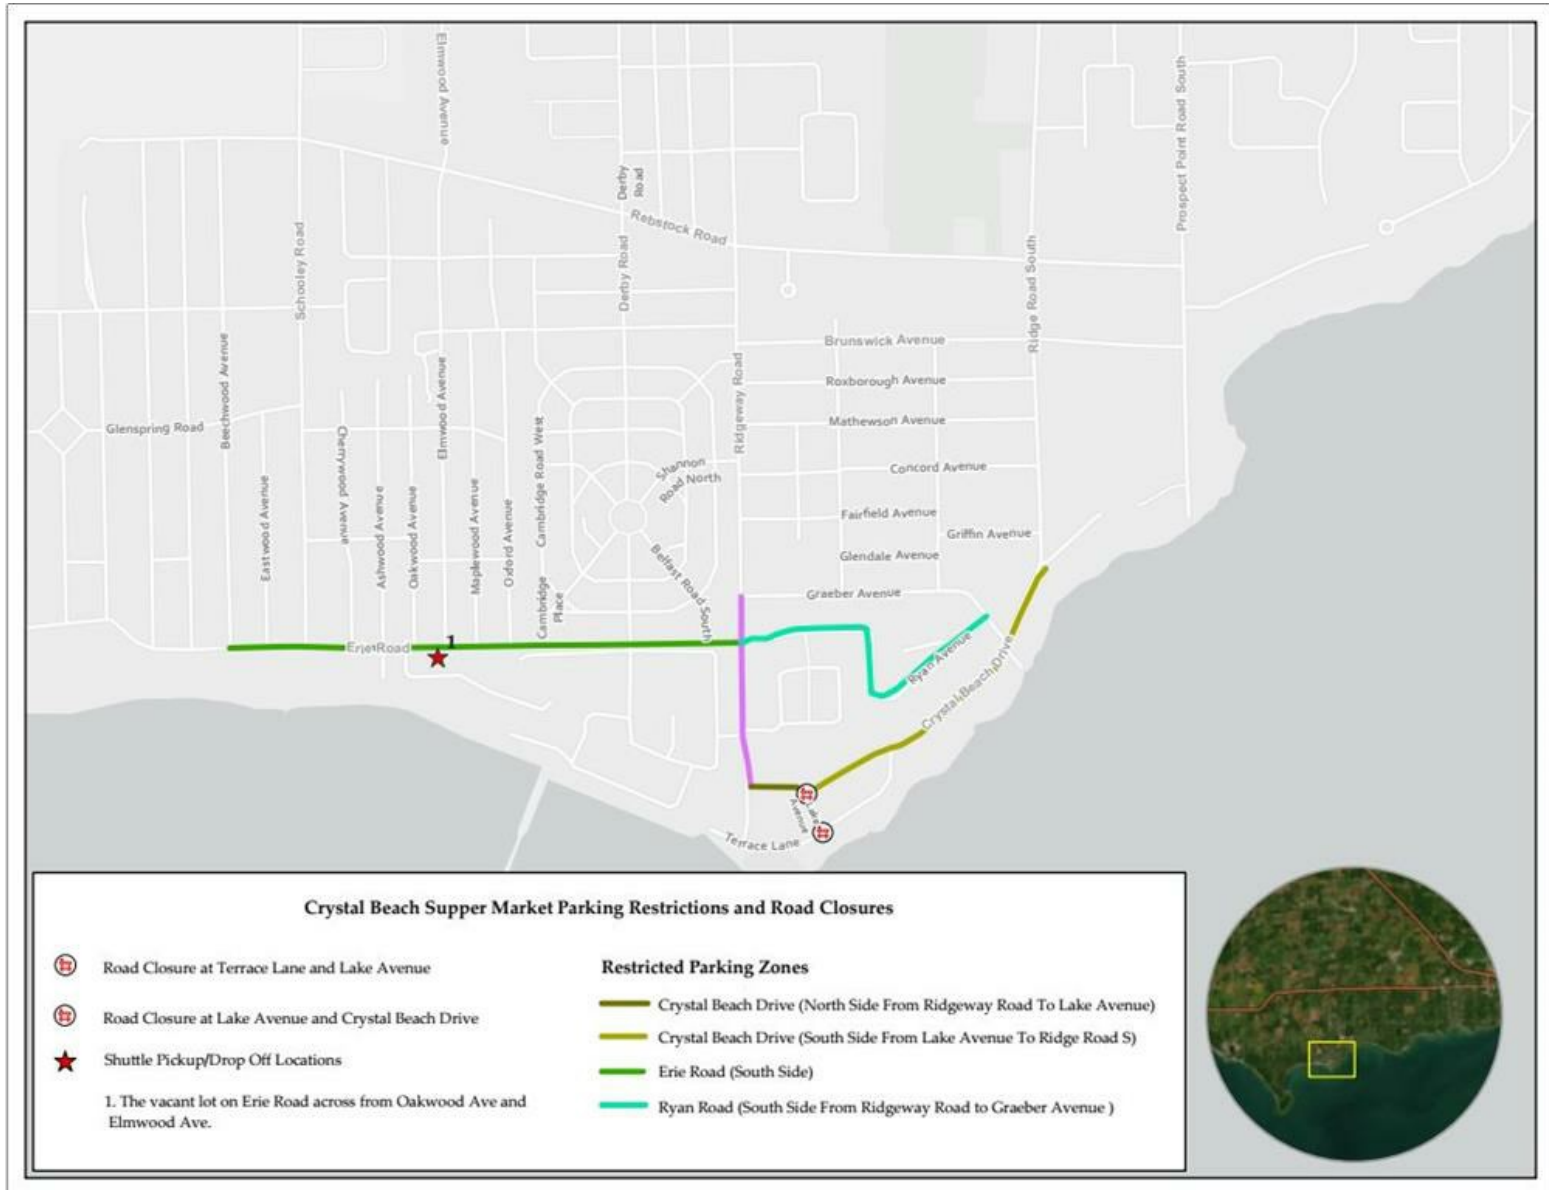 Elmwood Avenue
Prospect Point Road South
Derby
Road
Rebstock Road
Schooley Road
Derby Road
Ridge Road South
Beechwood Avenue
Brunswick Avenue
Elmwood Avenue
Ridgeway Road
Roxborough Avenue
Glenspring Road
Mathewson Avenue
Cherrywood Avenue
Cambridge Road West
Shannon
Road North
Concord Avenue
Eastwood Avenue
Ashwood Avenue
Oakwood Avenue
Maplewood Avenue
Oxford Avenue
Fairfield Avenue
Griffin Avenue
Belfast Road South
Glendale Avenue
Cambridge
Place
Graeber Avenue
1
Erie Road
Ryan Avenue
Crystal Beach Drive
Lake
Avenue
Terrace Lane
Crystal Beach Supper Market Parking Restrictions and Road Closures
Road Closure at Terrace Lane and Lake Avenue
Road Closure at Lake Avenue and Crystal Beach Drive
Shuttle Pickup/Drop Off Locations
1. The vacant lot on Erie Road across from Oakwood Ave and
Elmwood Ave.
Restricted Parking Zones
Crystal Beach Drive (North Side From Ridgeway Road To Lake Avenue)
Crystal Beach Drive (South Side From Lake Avenue To Ridge Road S)
Erie Road (South Side)
Ryan Road (South Side From Ridgeway Road to Graeber Avenue )